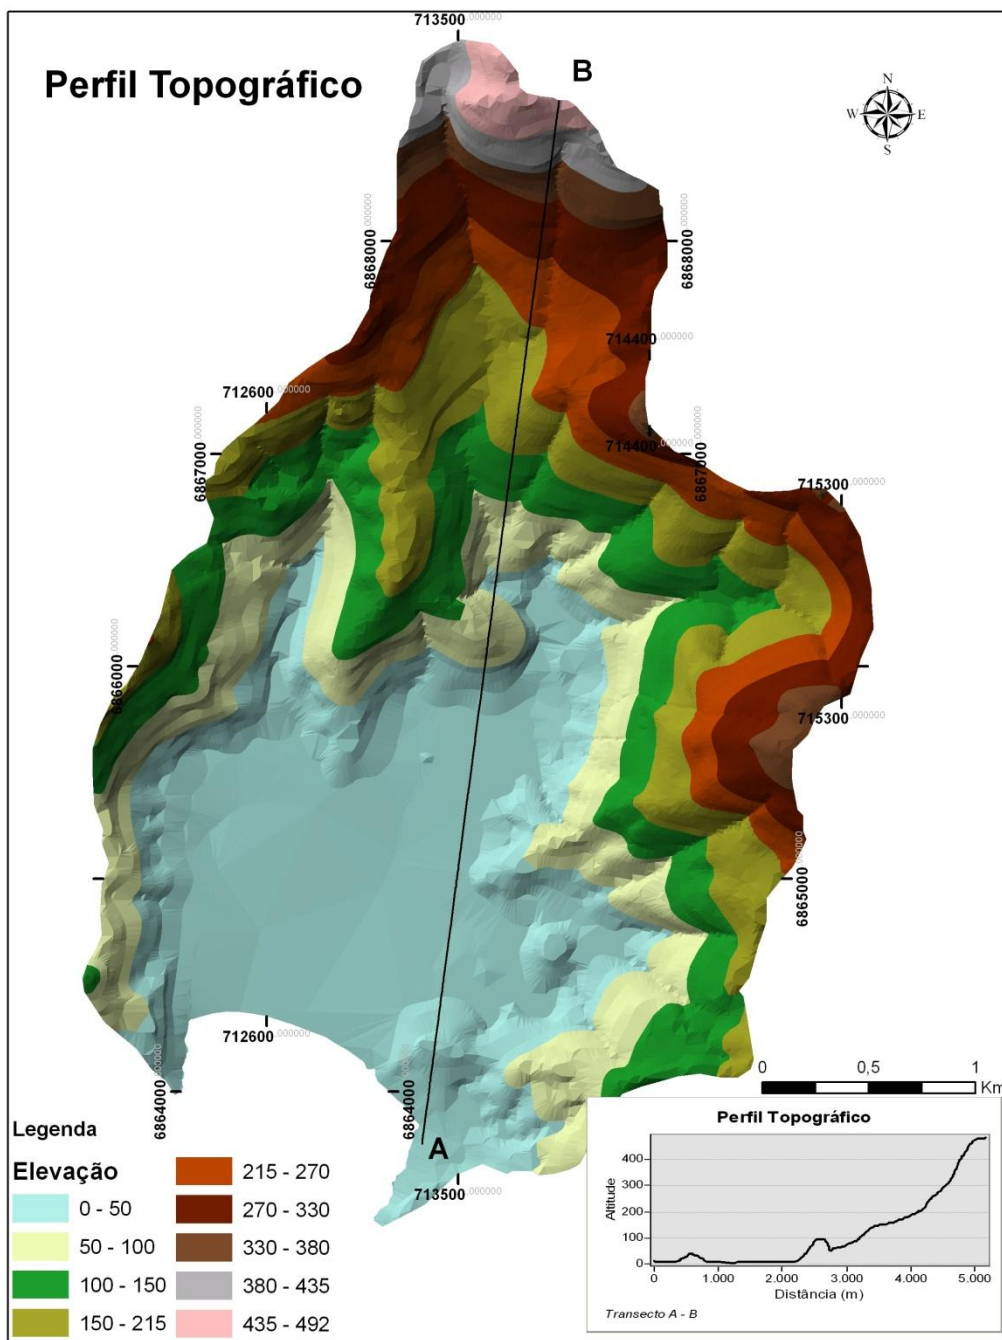 713500,000000
Perfil Topográfico
B
N
W E
S
6868000,000000
6868000,000000
714400,000000
712600,000000
714400,000000
6867000,000000
6867000,000000
715300,000000
6866000,000000
715300,000000
6865000,000000
712600,000000
6864000,000000
6864000,000000
A
713500,000000
0 0,5 1
Km
Legenda
Elevação
0 - 50
50 - 100
100 - 150
150 - 215
215 - 270
270 - 330
330 - 380
380 - 435
435 - 492
Perfil Topográfico
Altitude
400
300
200
100
0
0 1.000 2.000 3.000 4.000 5.000
Distância (m)
Transecto A - B